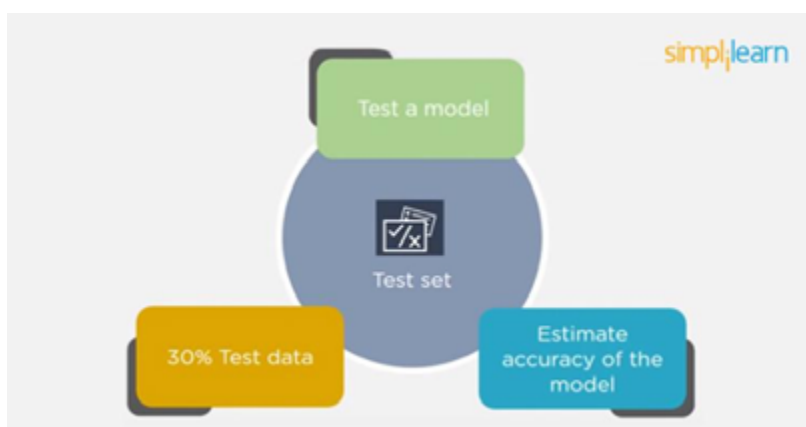 simplilearn
Test a model
Test set
30% Test data
Estimate
accuracy of the
model